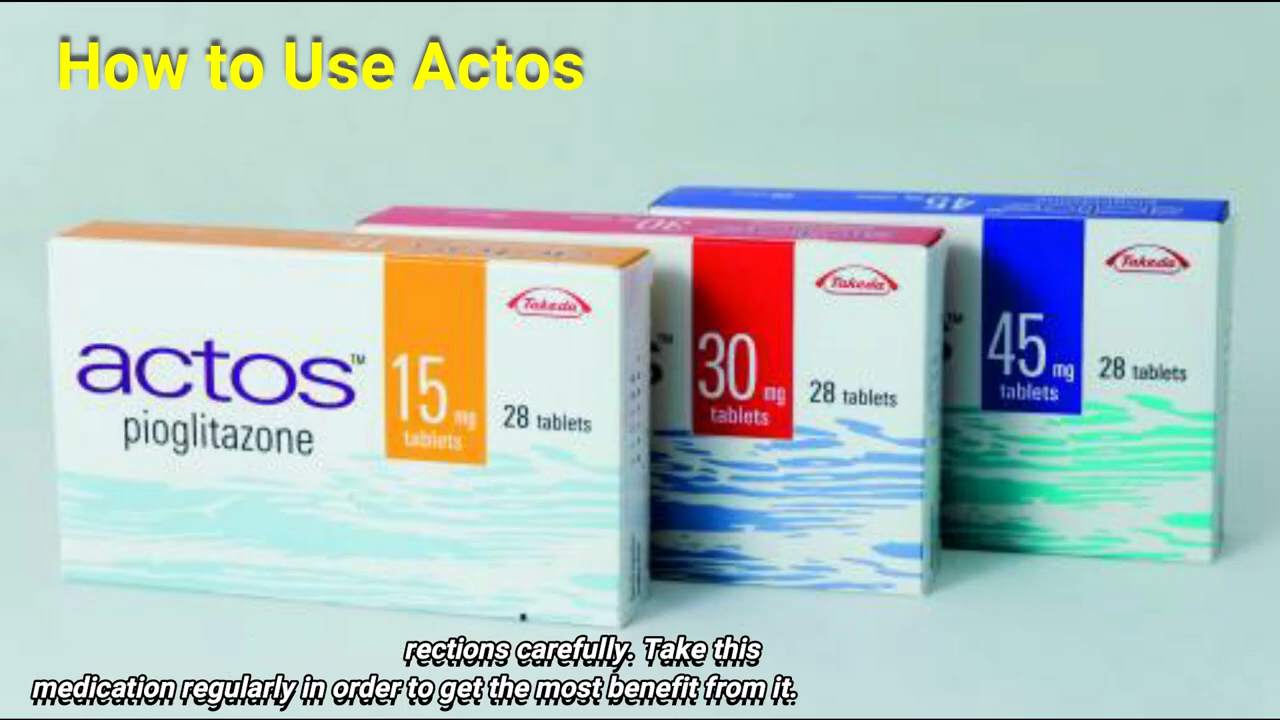 How to Use Actos
actos™
pioglitazone
15 mg
tablets
28 tablets
Takeda
30 mg
tablets
28 tablets
Takeda
45 mg
tablets
28 tablets
Takeda
rections carefully. Take this
medication regularly in order to get the most benefit from it.